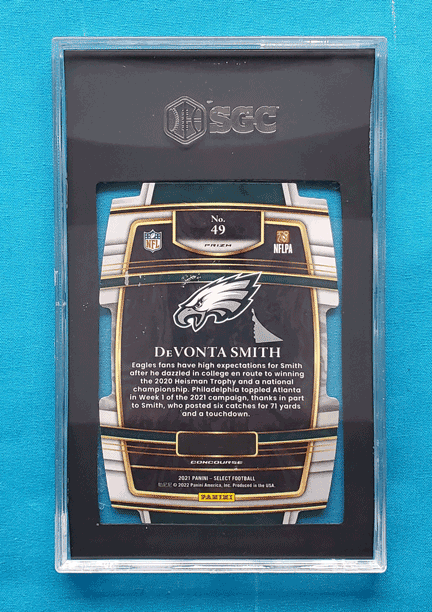 SGC
No.
49
PRIZM
NFL
NFLPA
DeVonta Smith
Eagles fans have high expectations for Smith
after he dazzled in college en route to winning
the 2020 Heisman Trophy and a national
championship. Philadelphia toppled Atlanta
in Week 1 of the 2021 campaign, thanks in part
to Smith, who posted six catches for 71 yards
and a touchdown.
CONCOURSE
2021 PANINI - SELECT FOOTBALL
© 2022 Panini America, Inc. Produced in the USA.
PANINI